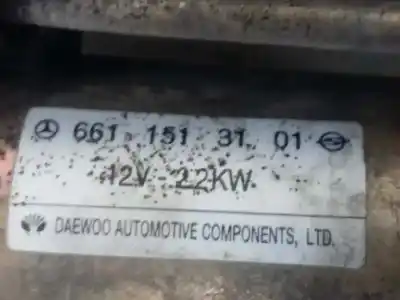 661 151 31 01
12V - 2.2KW
DAEWOO AUTOMOTIVE COMPONENTS, LTD.